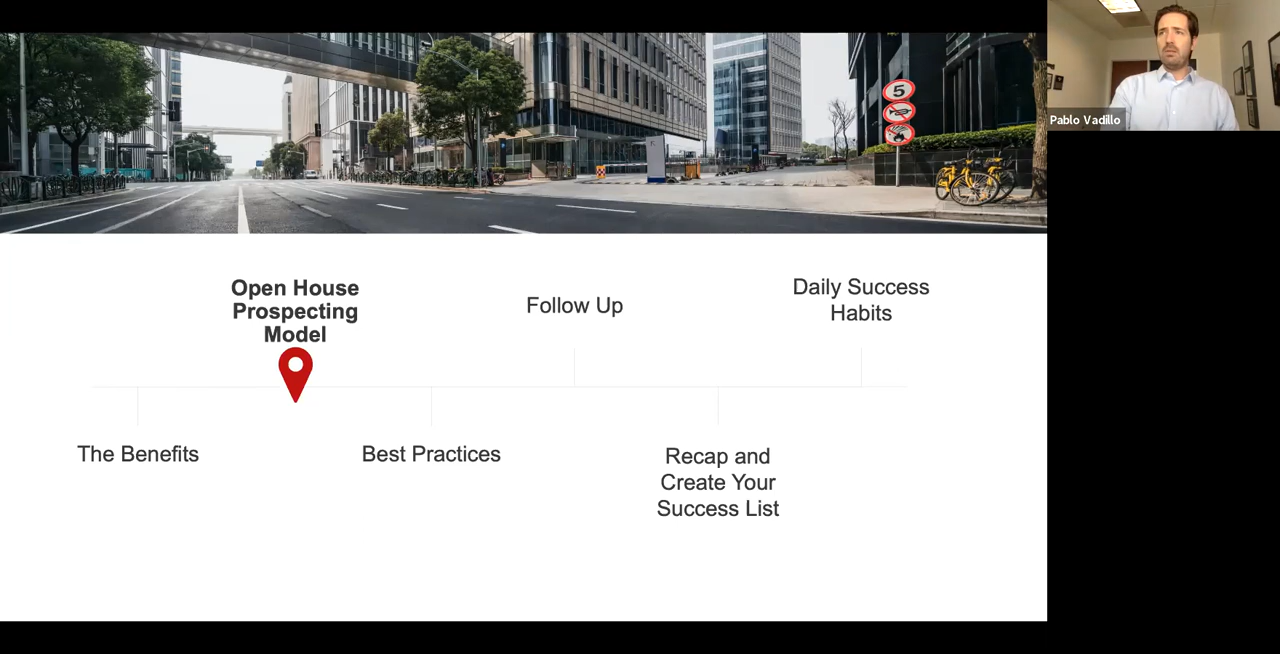 5
Pablo Vadillo
Open House
Prospecting
Model
Follow Up
Daily Success
Habits
The Benefits
Best Practices
Recap and
Create Your
Success List